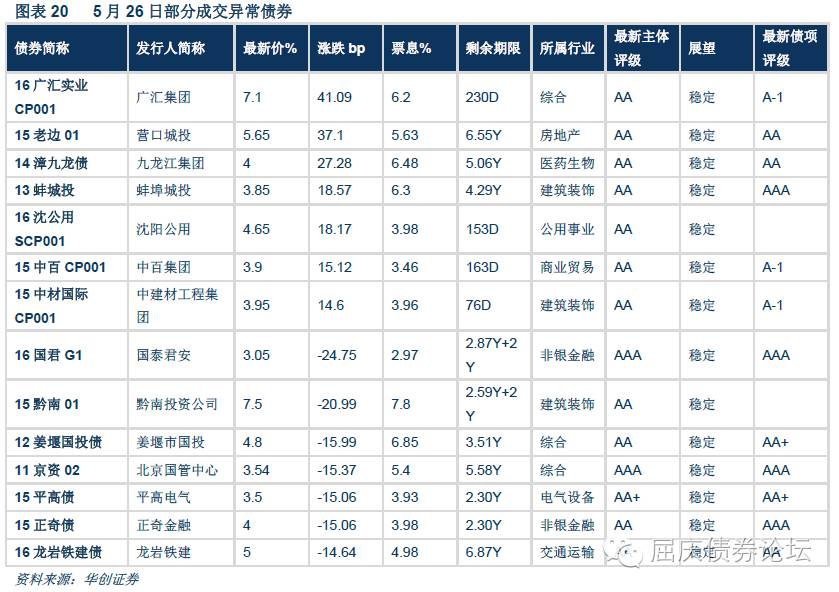 图表 20 5 月 26 日部分成交异常债券
债券简称 发行人简称 最新价% 涨跌 bp 票息% 剩余期限 所属行业 最新主体评级 展望 最新债项评级
16 广汇实业 CP001 广汇集团 7.1 41.09 6.2 230D 综合 AA 稳定 A-1
15 老边 01 营口城投 5.65 37.1 5.63 6.55Y 房地产 AA 稳定 AA
14 漳九龙债 九龙江集团 4 27.28 6.48 5.06Y 医药生物 AA 稳定 AA
13 蚌城投 蚌埠城投 3.85 18.57 6.3 4.29Y 建筑装饰 AA 稳定 AAA
16 沈公用 SCP001 沈阳公用 4.65 18.17 3.98 153D 公用事业 AA 稳定
15 中百 CP001 中百集团 3.9 15.12 3.46 163D 商业贸易 AA 稳定 A-1
15 中材国际 CP001 中建材工程集团 3.95 14.6 3.96 76D 建筑装饰 AA 稳定 A-1
16 国君 G1 国泰君安 3.05 -24.75 2.97 2.87Y+2Y 非银金融 AAA 稳定 AAA
15 黔南 01 黔南投资公司 7.5 -20.99 7.8 2.59Y+2Y 建筑装饰 AA 稳定
12 姜堰国投债 姜堰市国投 4.8 -15.99 6.85 3.51Y 综合 AA 稳定 AA+
11 京资 02 北京国管中心 3.54 -15.37 5.4 5.58Y 综合 AAA 稳定 AAA
15 平高债 平高电气 3.5 -15.06 3.93 2.30Y 电气设备 AA+ 稳定 AA+
15 正奇债 正奇金融 4 -15.06 3.98 2.30Y 非银金融 AA 稳定 AAA
16 龙岩铁建债 龙岩铁建 5 -14.64 4.98 6.87Y 交通运输 稳定 AA
屈庆债券论坛
资料来源：华创证券